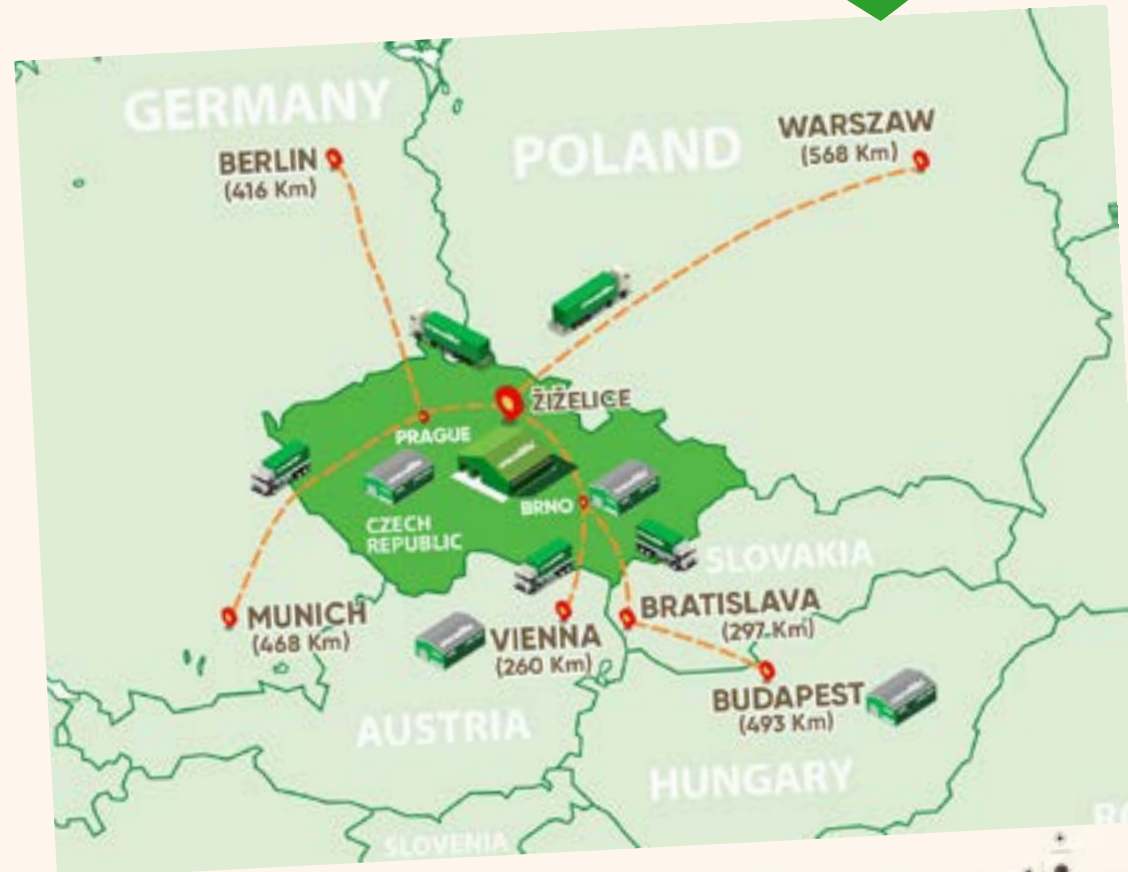 GERMANY
BERLIN
(416 Km)
POLAND
WARSZAW
(568 Km)
ŽIŽELICE
PRAGUE
BRNO
CZECH
REPUBLIC
SLOVAKIA
MUNICH
(468 Km)
VIENNA
(260 Km)
BRATISLAVA
(297 Km)
BUDAPEST
(493 Km)
AUSTRIA
HUNGARY
SLOVENIA